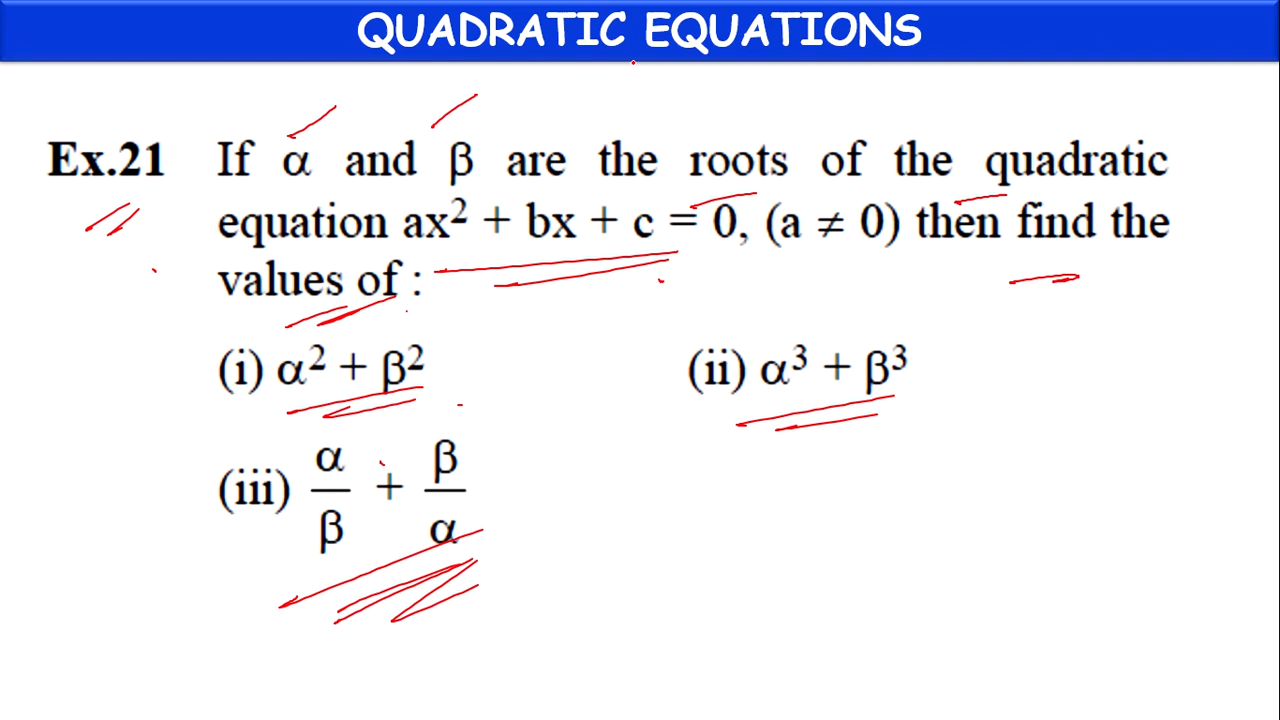 QUADRATIC EQUATIONS
Ex.21 If α and β are the roots of the quadratic
equation ax² + bx + c = 0, (a ≠ 0) then find the
values of :
(i) α² + β² (ii) α³ + β³
(iii) α/β + β/α